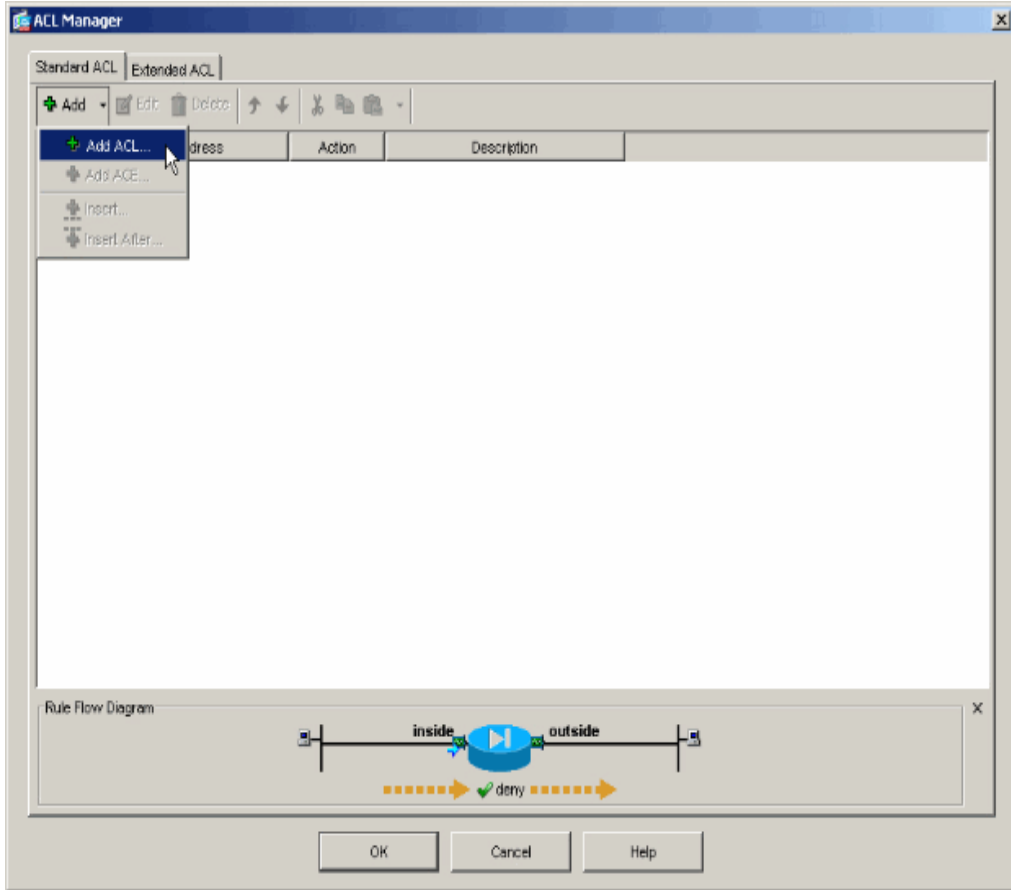 ACL Manager
Standard ACL Extended ACL
Add Edit Delete
Add ACL... dress Action Description
Add ACE...
Insert...
Insert After...
Rule Flow Diagram
inside outside
deny
OK Cancel Help